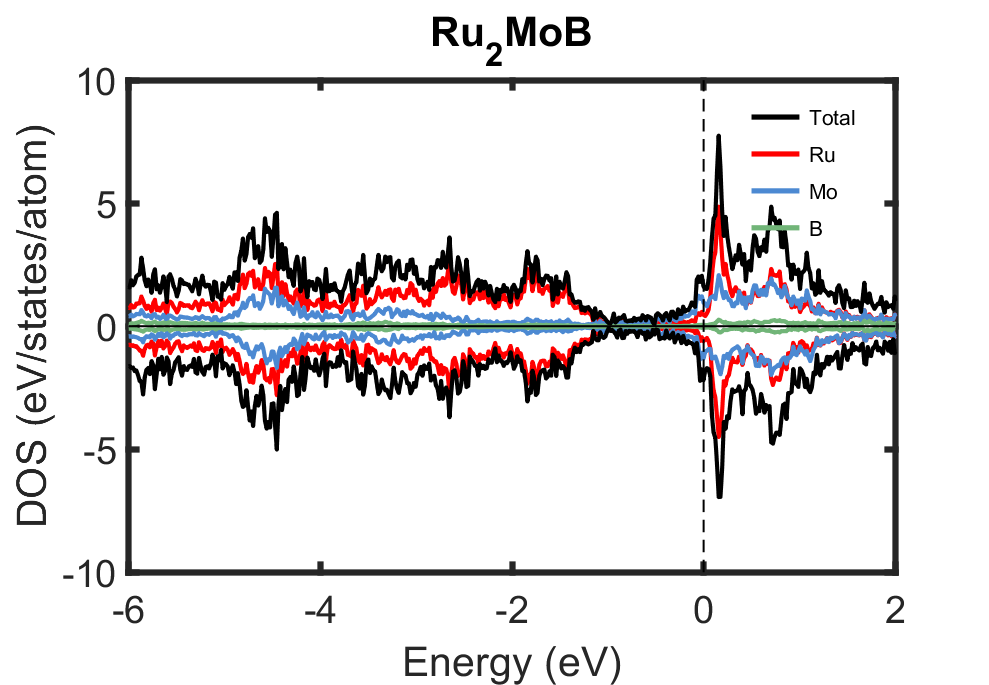 Ru₂MoB
10
5
0
-5
-10
DOS (eV/states/atom)
-6 -4 -2 0 2
Energy (eV)
Total
Ru
Mo
B